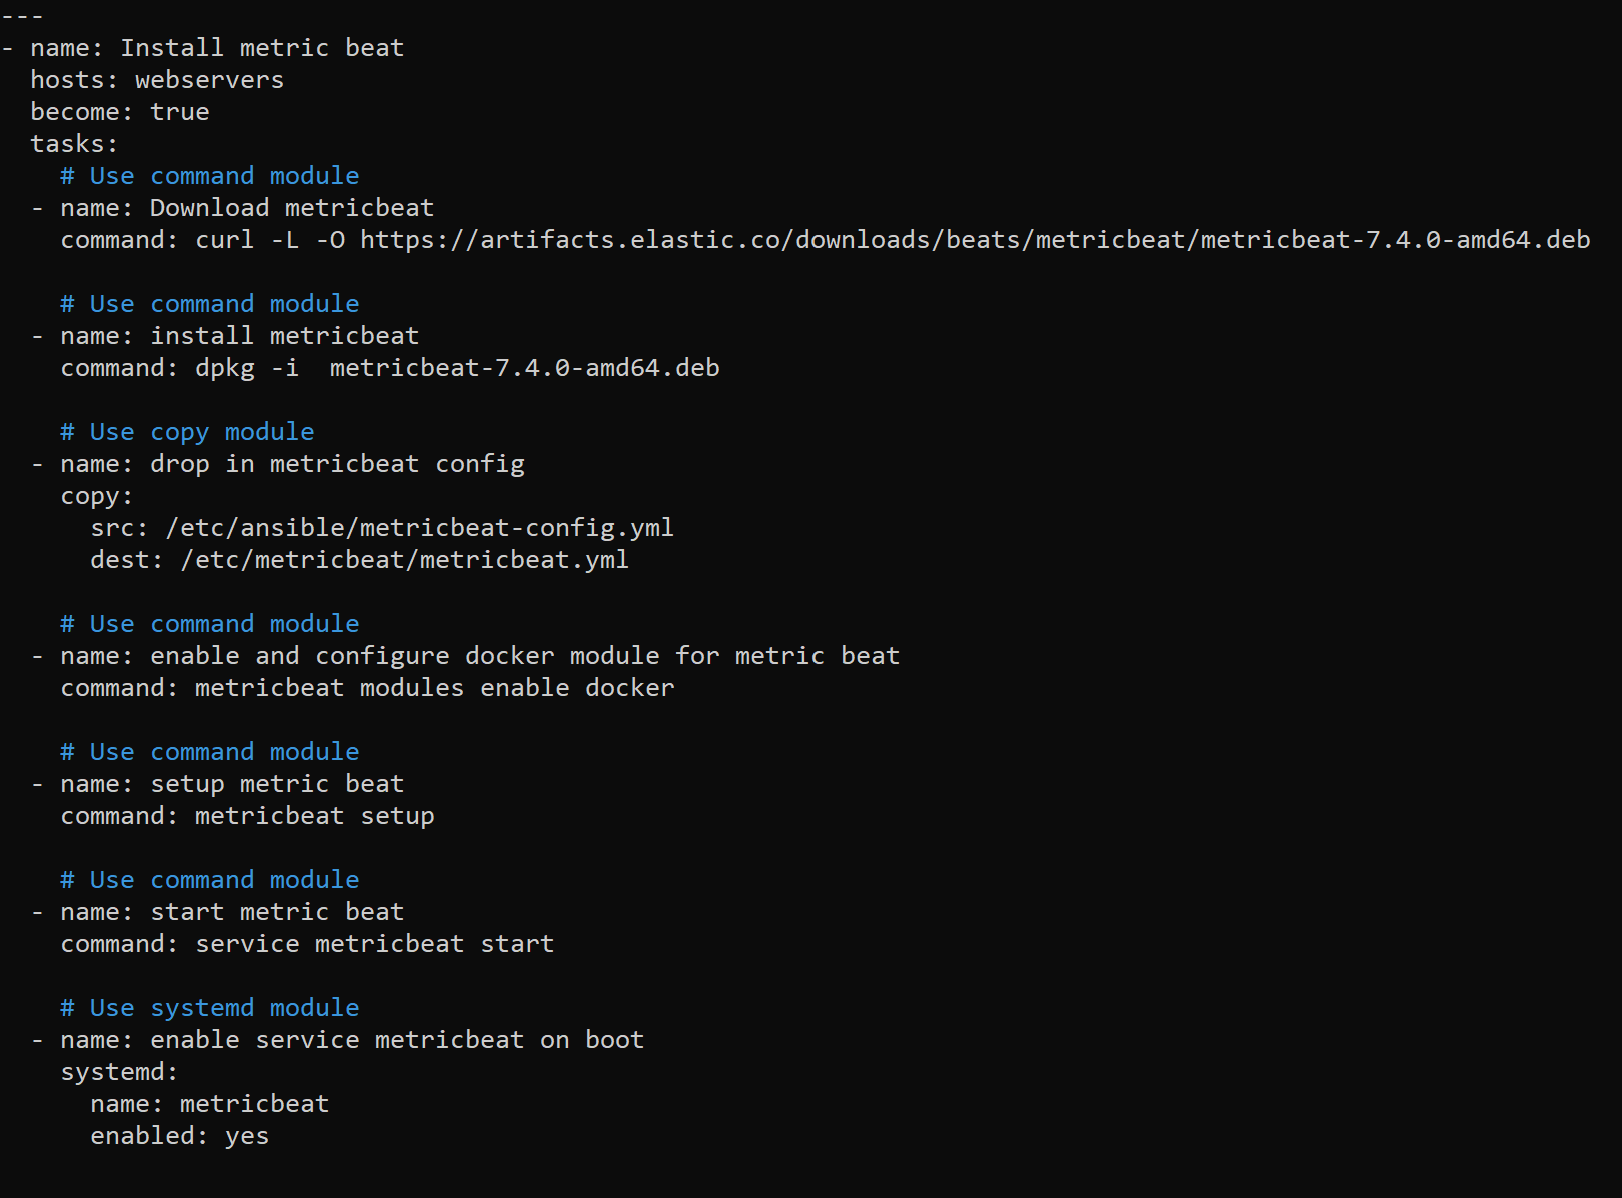 ---
- name: Install metric beat
  hosts: webservers
  become: true
  tasks:
    # Use command module
  - name: Download metricbeat
    command: curl -L -O https://artifacts.elastic.co/downloads/beats/metricbeat/metricbeat-7.4.0-amd64.deb

    # Use command module
  - name: install metricbeat
    command: dpkg -i  metricbeat-7.4.0-amd64.deb

    # Use copy module
  - name: drop in metricbeat config
    copy:
      src: /etc/ansible/metricbeat-config.yml
      dest: /etc/metricbeat/metricbeat.yml

    # Use command module
  - name: enable and configure docker module for metric beat
    command: metricbeat modules enable docker

    # Use command module
  - name: setup metric beat
    command: metricbeat setup

    # Use command module
  - name: start metric beat
    command: service metricbeat start

    # Use systemd module
  - name: enable service metricbeat on boot
    systemd:
      name: metricbeat
      enabled: yes